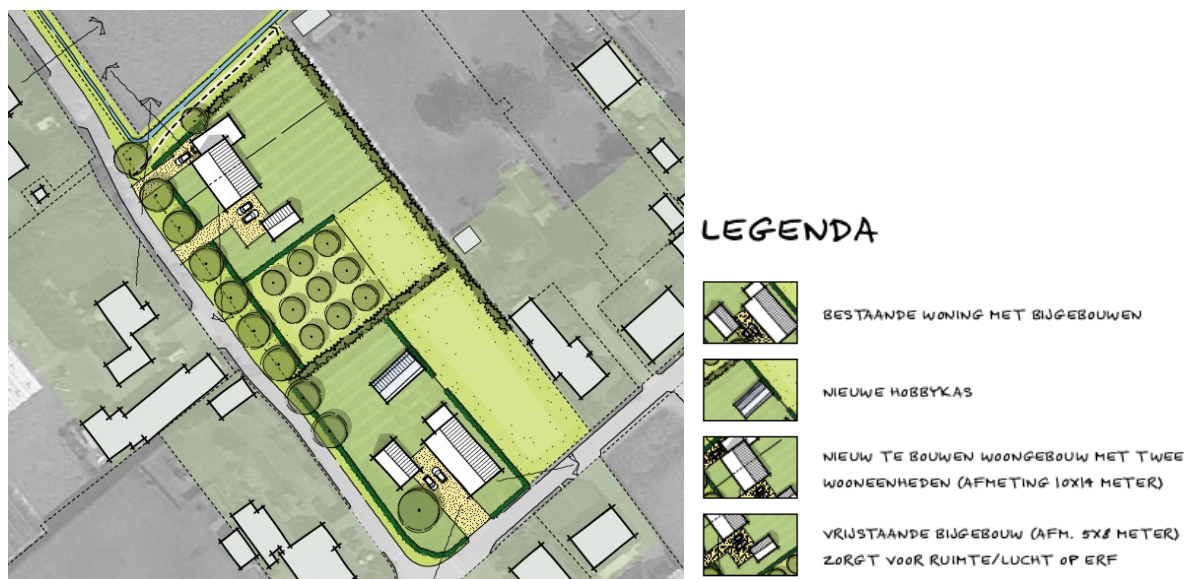 LEGENDA
BESTAANDE WONING MET BIJGEBOUWEN
NIEUWE HOBBYKAS
NIEUW TE BOUWEN WOONGEBOUW MET TWEE
WOONEENHEDEN (AFMETING 10X14 METER)
VRIJSTAANDE BIJGEBOUW (AFM. 5X8 METER)
ZORGT VOOR RUIMTE/LUCHT OP ERF